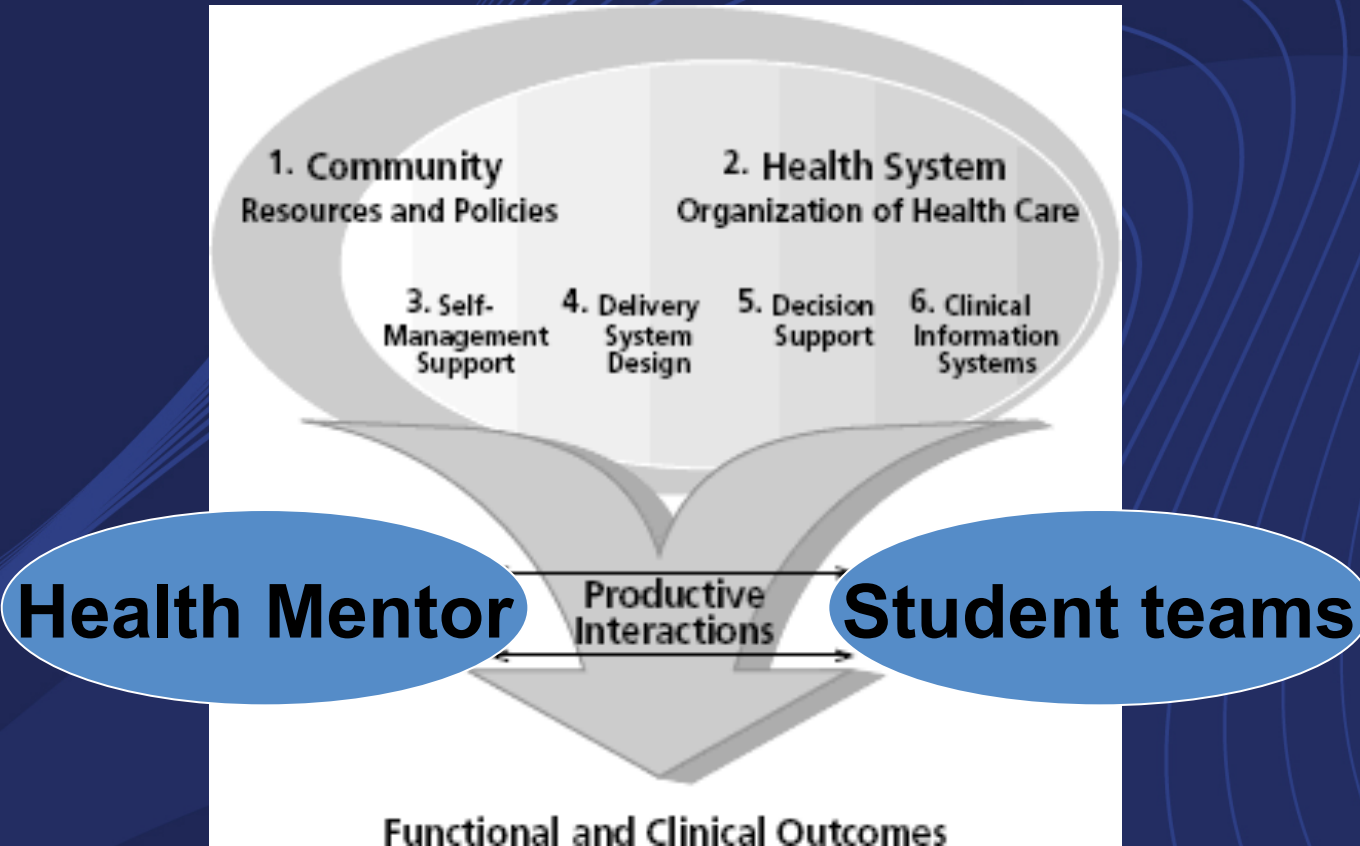 1. Community
Resources and Policies
2. Health System
Organization of Health Care
3. Self-
Management
Support
4. Delivery
System
Design
5. Decision
Support
6. Clinical
Information
Systems
Health Mentor
Productive
Interactions
Student teams
Functional and Clinical Outcomes